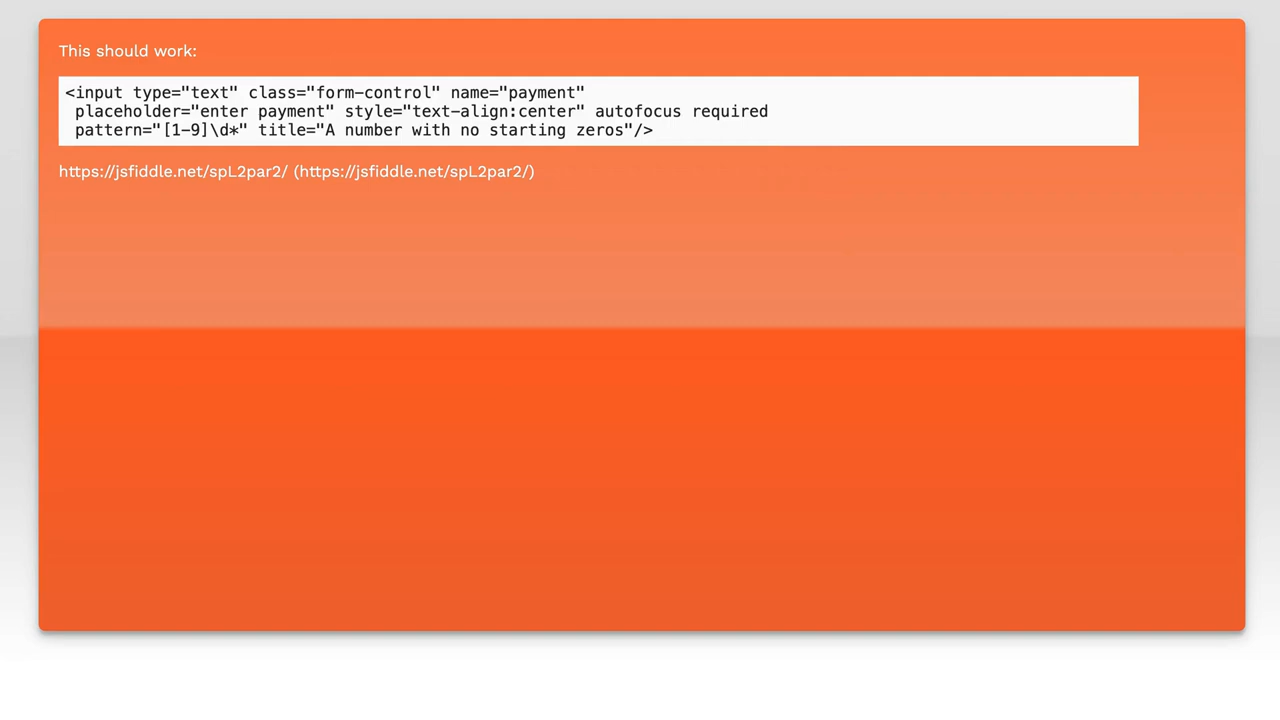 This should work:
<input type="text" class="form-control" name="payment"
placeholder="enter payment" style="text-align:center" autofocus required
pattern="[1-9]\d*" title="A number with no starting zeros"/>
https://jsfiddle.net/spL2par2/ (https://jsfiddle.net/spL2par2/)